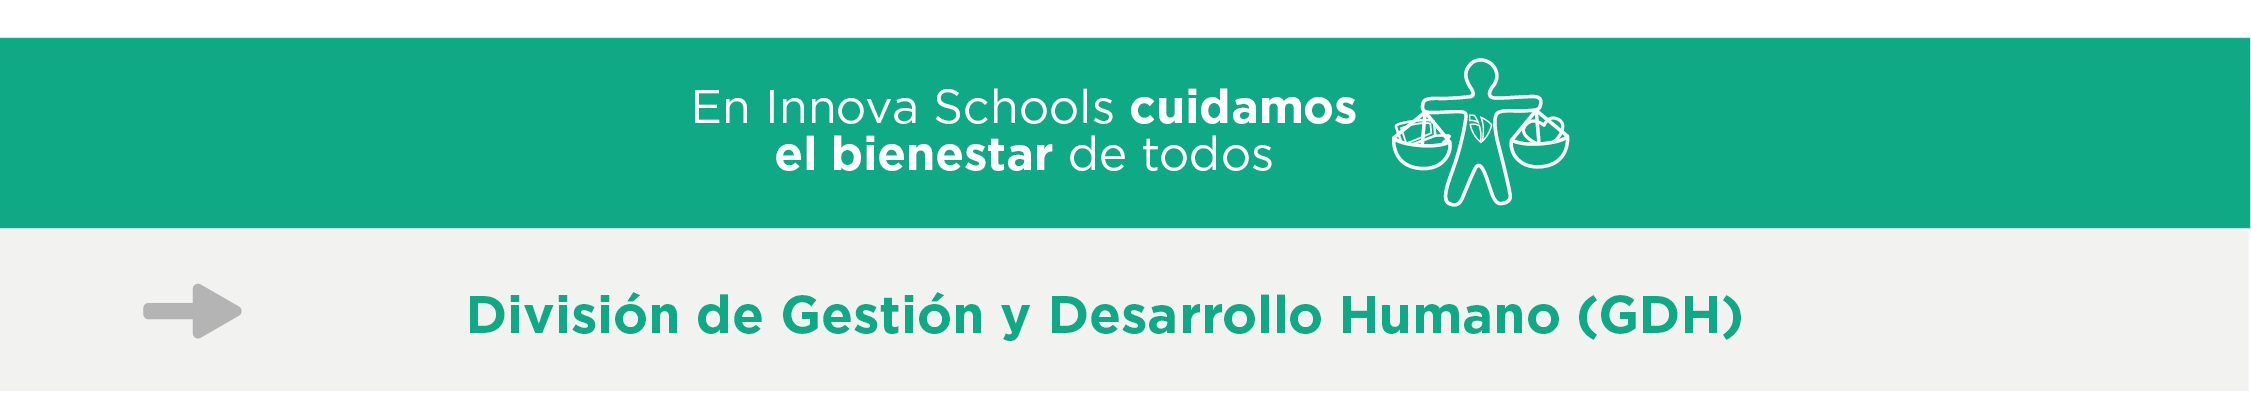 En Innova Schools cuidamos
el bienestar de todos
División de Gestión y Desarrollo Humano (GDH)